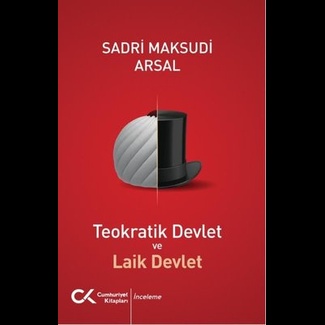 SADRİ MAKSUDİ
ARSAL
Teokratik Devlet
ve
Laik Devlet
Cumhuriyet
Kitapları
İnceleme